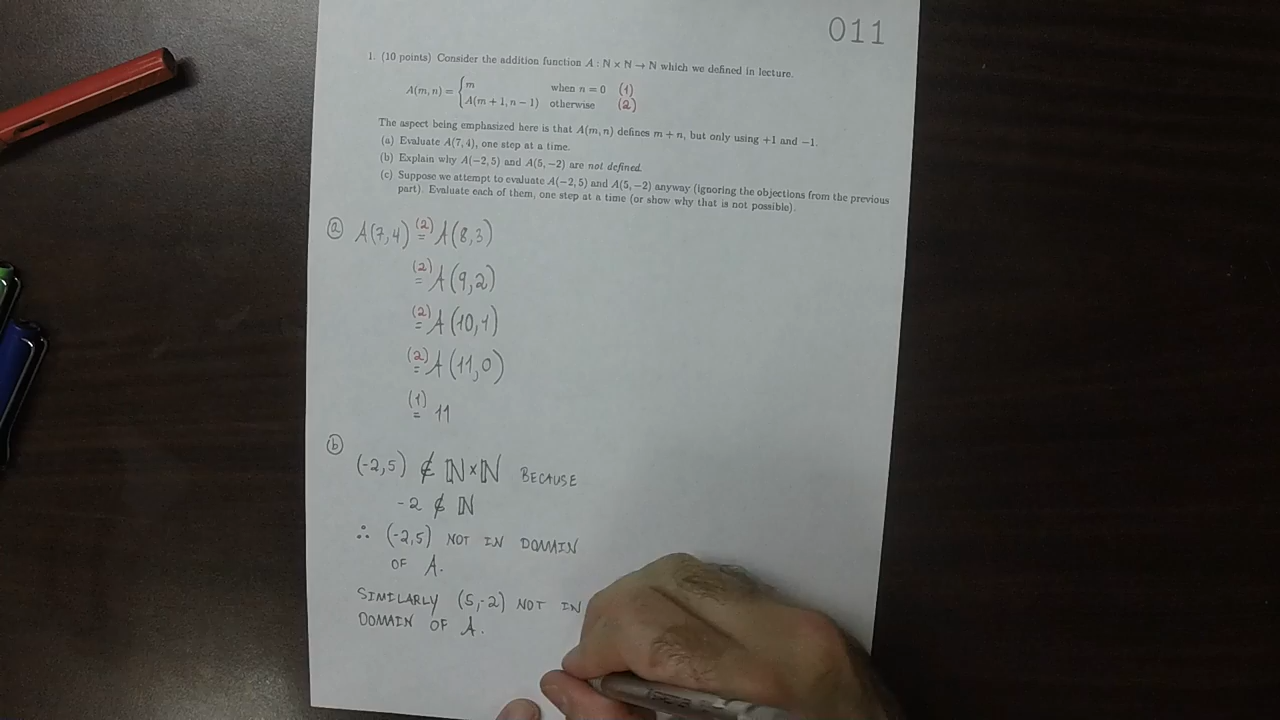 011
1. (10 points) Consider the addition function A : ℕ × ℕ → ℕ which we defined in lecture.
A(m, n) = { m when n = 0 (1)
A(m + 1, n − 1) otherwise (2)
The aspect being emphasized here is that A(m, n) defines m + n, but only using +1 and −1.
(a) Evaluate A(7, 4), one step at a time.
(b) Explain why A(−2, 5) and A(5, −2) are not defined.
(c) Suppose we attempt to evaluate A(−2, 5) and A(5, −2) anyway (ignoring the objections from the previous
part). Evaluate each of them, one step at a time (or show why that is not possible).
(a) A(7,4) (2)= A(8,3)
(2)= A(9,2)
(2)= A(10,1)
(2)= A(11,0)
(1)= 11
(b)
(-2,5) ∉ ℕ×ℕ BECAUSE
-2 ∉ ℕ
∴ (-2,5) NOT IN DOMAIN
OF A.
SIMILARLY (5,-2) NOT IN
DOMAIN OF A.